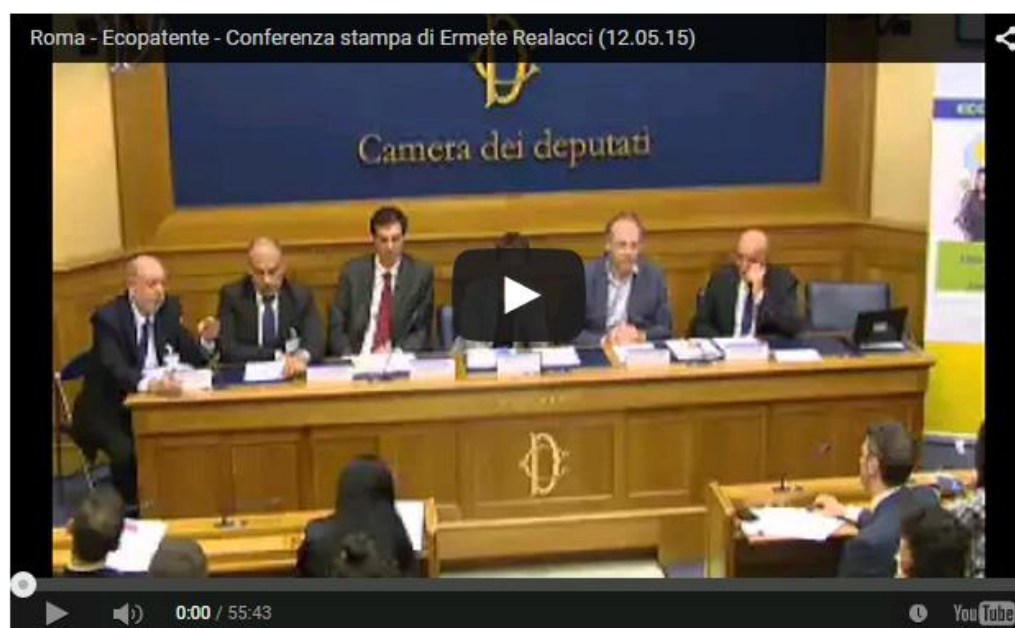 Roma - Ecopatente - Conferenza stampa di Ermete Realacci (12.05.15)
Camera dei deputati
0:00 / 55:43
YouTube